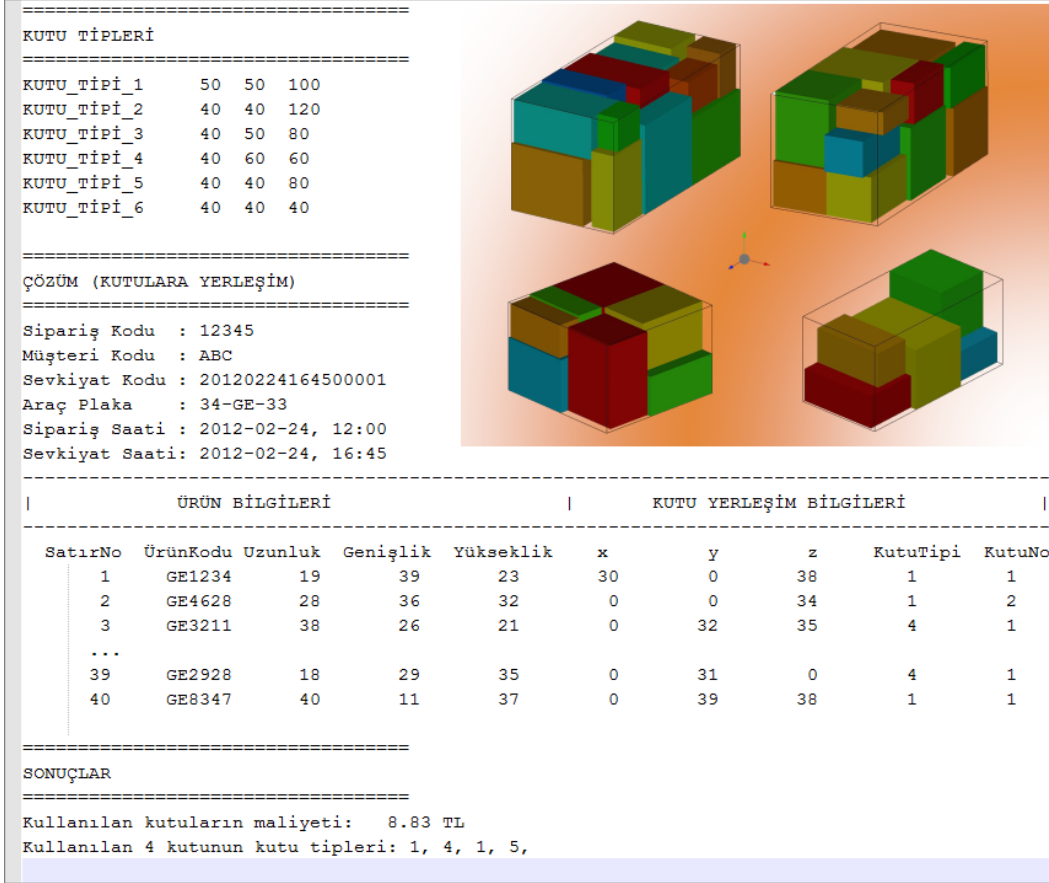 ===================================
KUTU TİPLERİ
===================================
KUTU_TİPİ_1 50 50 100
KUTU_TİPİ_2 40 40 120
KUTU_TİPİ_3 40 50 80
KUTU_TİPİ_4 40 60 60
KUTU_TİPİ_5 40 40 80
KUTU_TİPİ_6 40 40 40
===================================
ÇÖZÜM (KUTULARA YERLEŞİM)
===================================
Sipariş Kodu : 12345
Müşteri Kodu : ABC
Sevkiyat Kodu : 20120224164500001
Araç Plaka : 34-GE-33
Sipariş Saati : 2012-02-24, 12:00
Sevkiyat Saati: 2012-02-24, 16:45
| ÜRÜN BİLGİLERİ | KUTU YERLEŞİM BİLGİLERİ |
SatırNo ÜrünKodu Uzunluk Genişlik Yükseklik x y z KutuTipi KutuNo
1 GE1234 19 39 23 30 0 38 1 1
2 GE4628 28 36 32 0 0 34 1 2
3 GE3211 38 26 21 0 32 35 4 1
...
39 GE2928 18 29 35 0 31 0 4 1
40 GE8347 40 11 37 0 39 38 1 1
===================================
SONUÇLAR
===================================
Kullanılan kutuların maliyeti: 8.83 TL
Kullanılan 4 kutunun kutu tipleri: 1, 4, 1, 5,